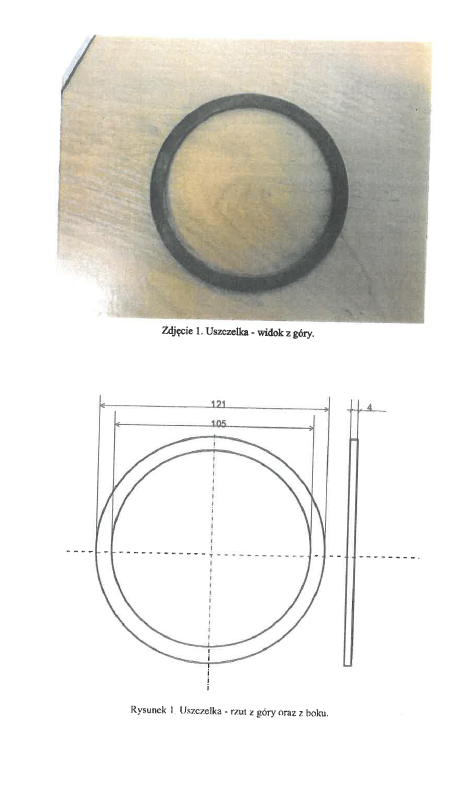 Zdjęcie 1. Uszczelka - widok z góry.
121
105
4
Rysunek 1. Uszczelka - rzut z góry oraz z boku.